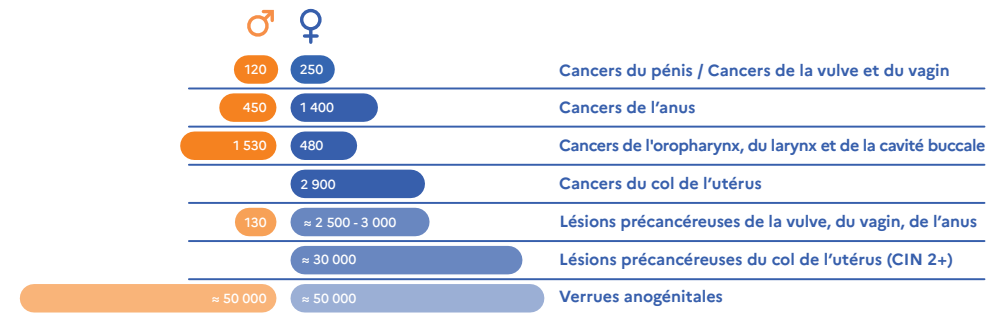 ♂ ♀
120 250 Cancers du pénis / Cancers de la vulve et du vagin
450 1 400 Cancers de l’anus
1 530 480 Cancers de l'oropharynx, du larynx et de la cavité buccale
2 900 Cancers du col de l’utérus
130 ≈ 2 500 - 3 000 Lésions précancéreuses de la vulve, du vagin, de l’anus
≈ 30 000 Lésions précancéreuses du col de l’utérus (CIN 2+)
≈ 50 000 ≈ 50 000 Verrues anogénitales